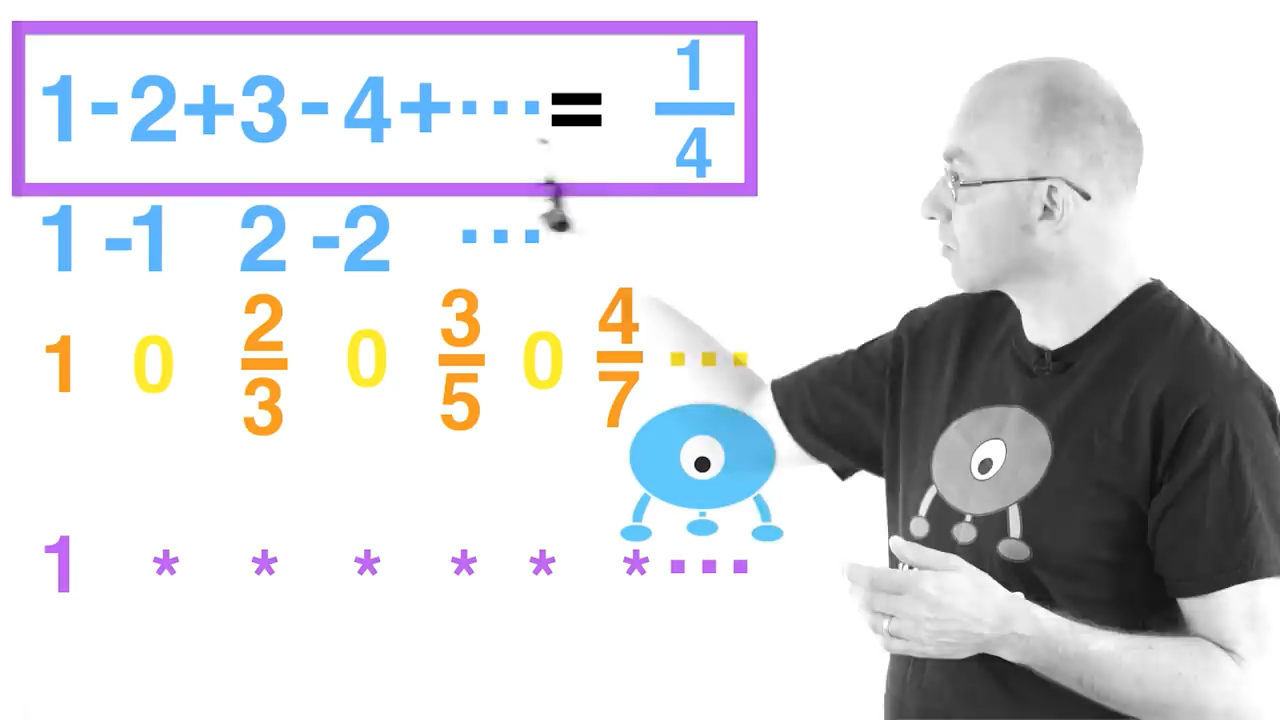 1-2+3-4+··· = 1/4
1 -1 2 -2 ···
1 0 2/3 0 3/5 0 4/7 ···
1 * * * * * * ···